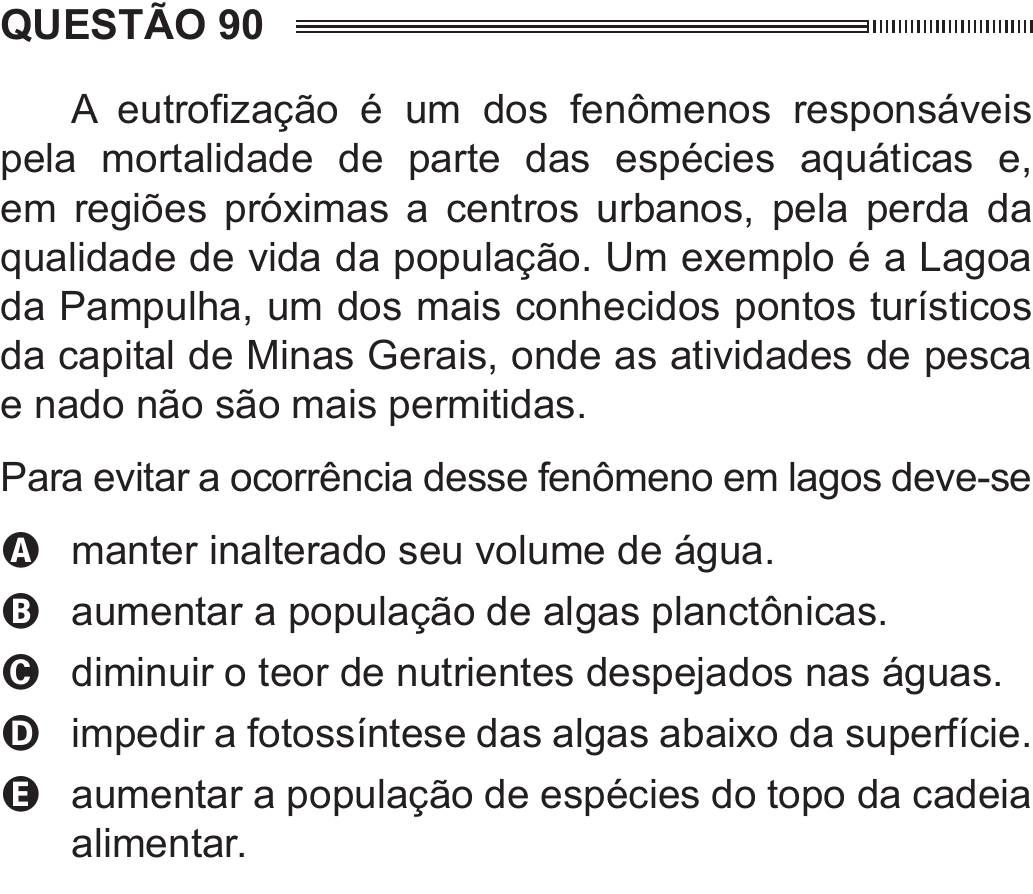 QUESTÃO 90
A eutrofização é um dos fenômenos responsáveis
pela mortalidade de parte das espécies aquáticas e,
em regiões próximas a centros urbanos, pela perda da
qualidade de vida da população. Um exemplo é a Lagoa
da Pampulha, um dos mais conhecidos pontos turísticos
da capital de Minas Gerais, onde as atividades de pesca
e nado não são mais permitidas.
Para evitar a ocorrência desse fenômeno em lagos deve-se
A manter inalterado seu volume de água.
B aumentar a população de algas planctônicas.
C diminuir o teor de nutrientes despejados nas águas.
D impedir a fotossíntese das algas abaixo da superfície.
E aumentar a população de espécies do topo da cadeia
alimentar.